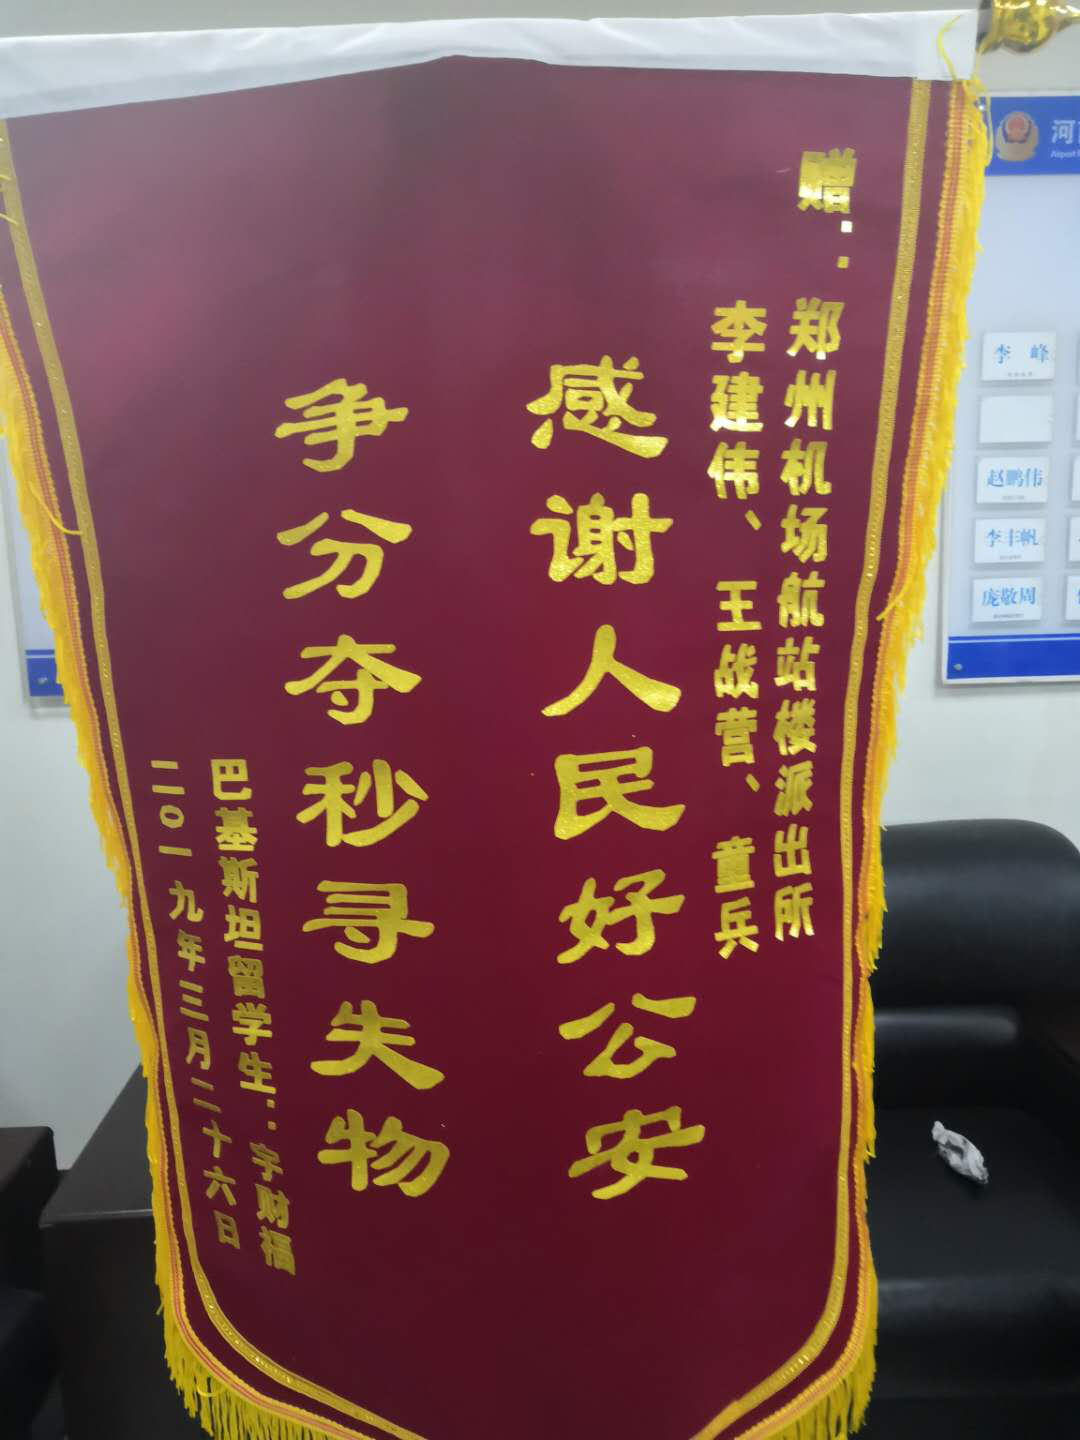 赠：郑州机场航站楼派出所
李建伟、王战营、童兵
感谢人民好公安
争分夺秒寻失物
巴基斯坦留学生：字财福
二〇一九年三月二十六日
河
Airport
李 峰
赵鹏伟
李丰帆
庞敬周